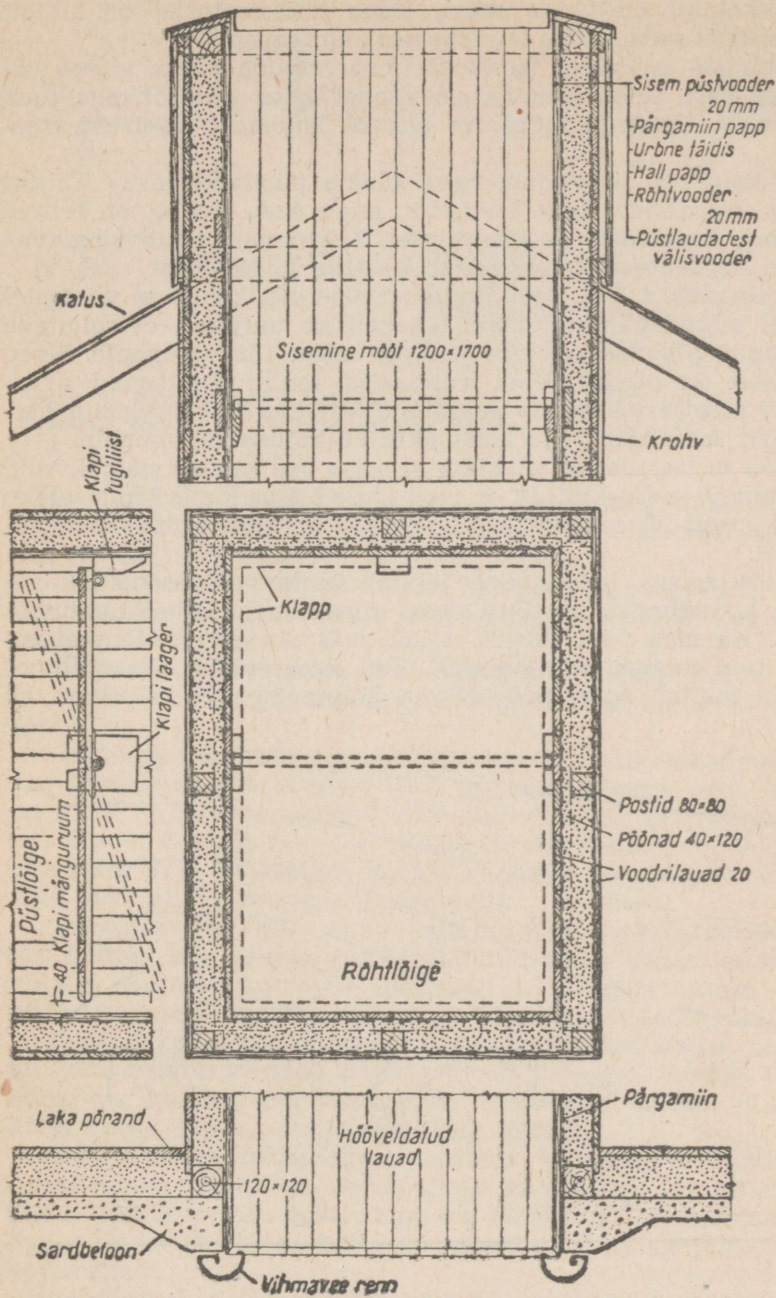 Sisem. püstvooder
20 mm
Pärgamiin papp
Urbne täidis
Hall papp
Rõhtvooder
20 mm
Püstlaudadest
välisvooder
Katus
Sisemine mõõt 1200×1700
Krohv
Klapi
tugiliist
Klapp
Klapi laager
Püstlõige
40 Klapi mänguruum
Postid 80×80
Põõnad 40×120
Voodrilauad 20
Rõhtlõige
Laka põrand
Hööveldatud
lauad
Pärgamiin
120×120
Sardbetoon
Vihmavee renn